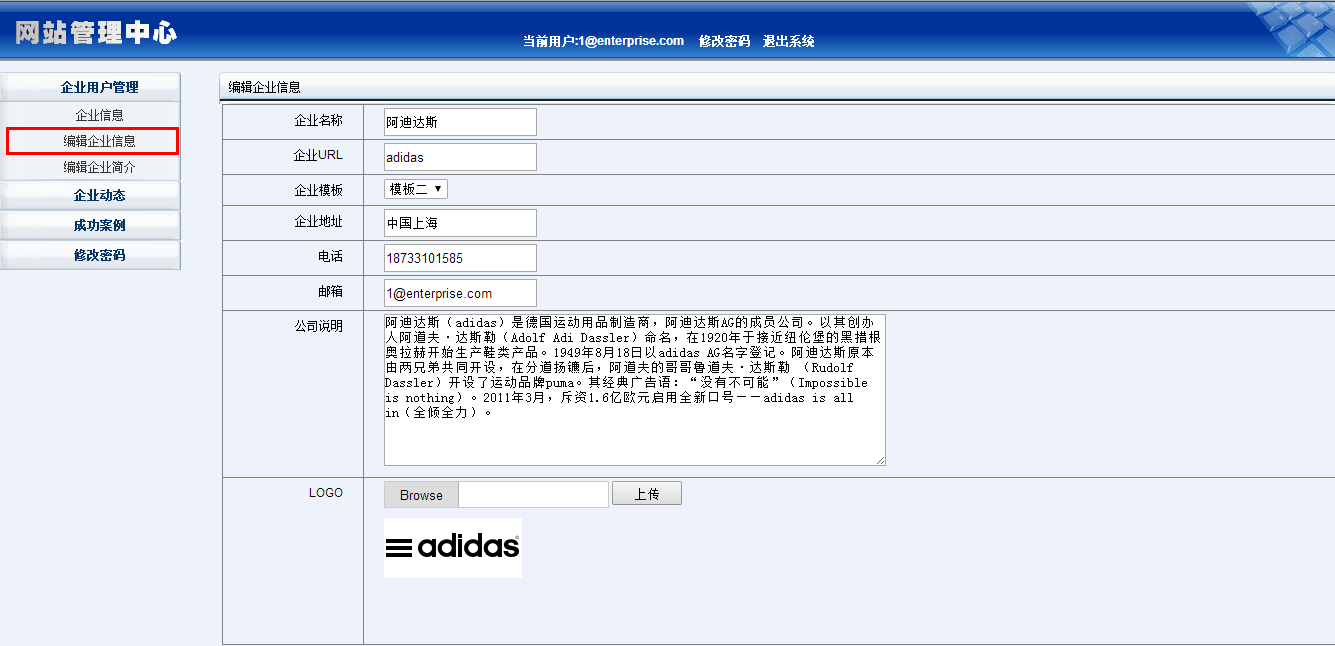 网站管理中心
当前用户:1@enterprise.com 修改密码 退出系统
企业用户管理
企业信息
编辑企业信息
编辑企业简介
企业动态
成功案例
修改密码
编辑企业信息
企业名称 阿迪达斯
企业URL adidas
企业模板 模板二
企业地址 中国上海
电话 18733101585
邮箱 1@enterprise.com
公司说明
阿迪达斯（adidas）是德国运动用品制造商，阿迪达斯AG的成员公司。以其创办
人阿道夫·达斯勒（Adolf Adi Dassler）命名，在1920年于接近纽伦堡的黑措根
奥拉赫开始生产鞋类产品。1949年8月18日以adidas AG名字登记。阿迪达斯原本
由两兄弟共同开设，在分道扬镳后，阿道夫的哥哥鲁道夫·达斯勒 （Rudolf
Dassler）开设了运动品牌puma。其经典广告语：“没有不可能”（Impossible
is nothing）。2011年3月，斥资1.6亿欧元启用全新口号——adidas is all
in（全倾全力）。
LOGO Browse 上传
adidas